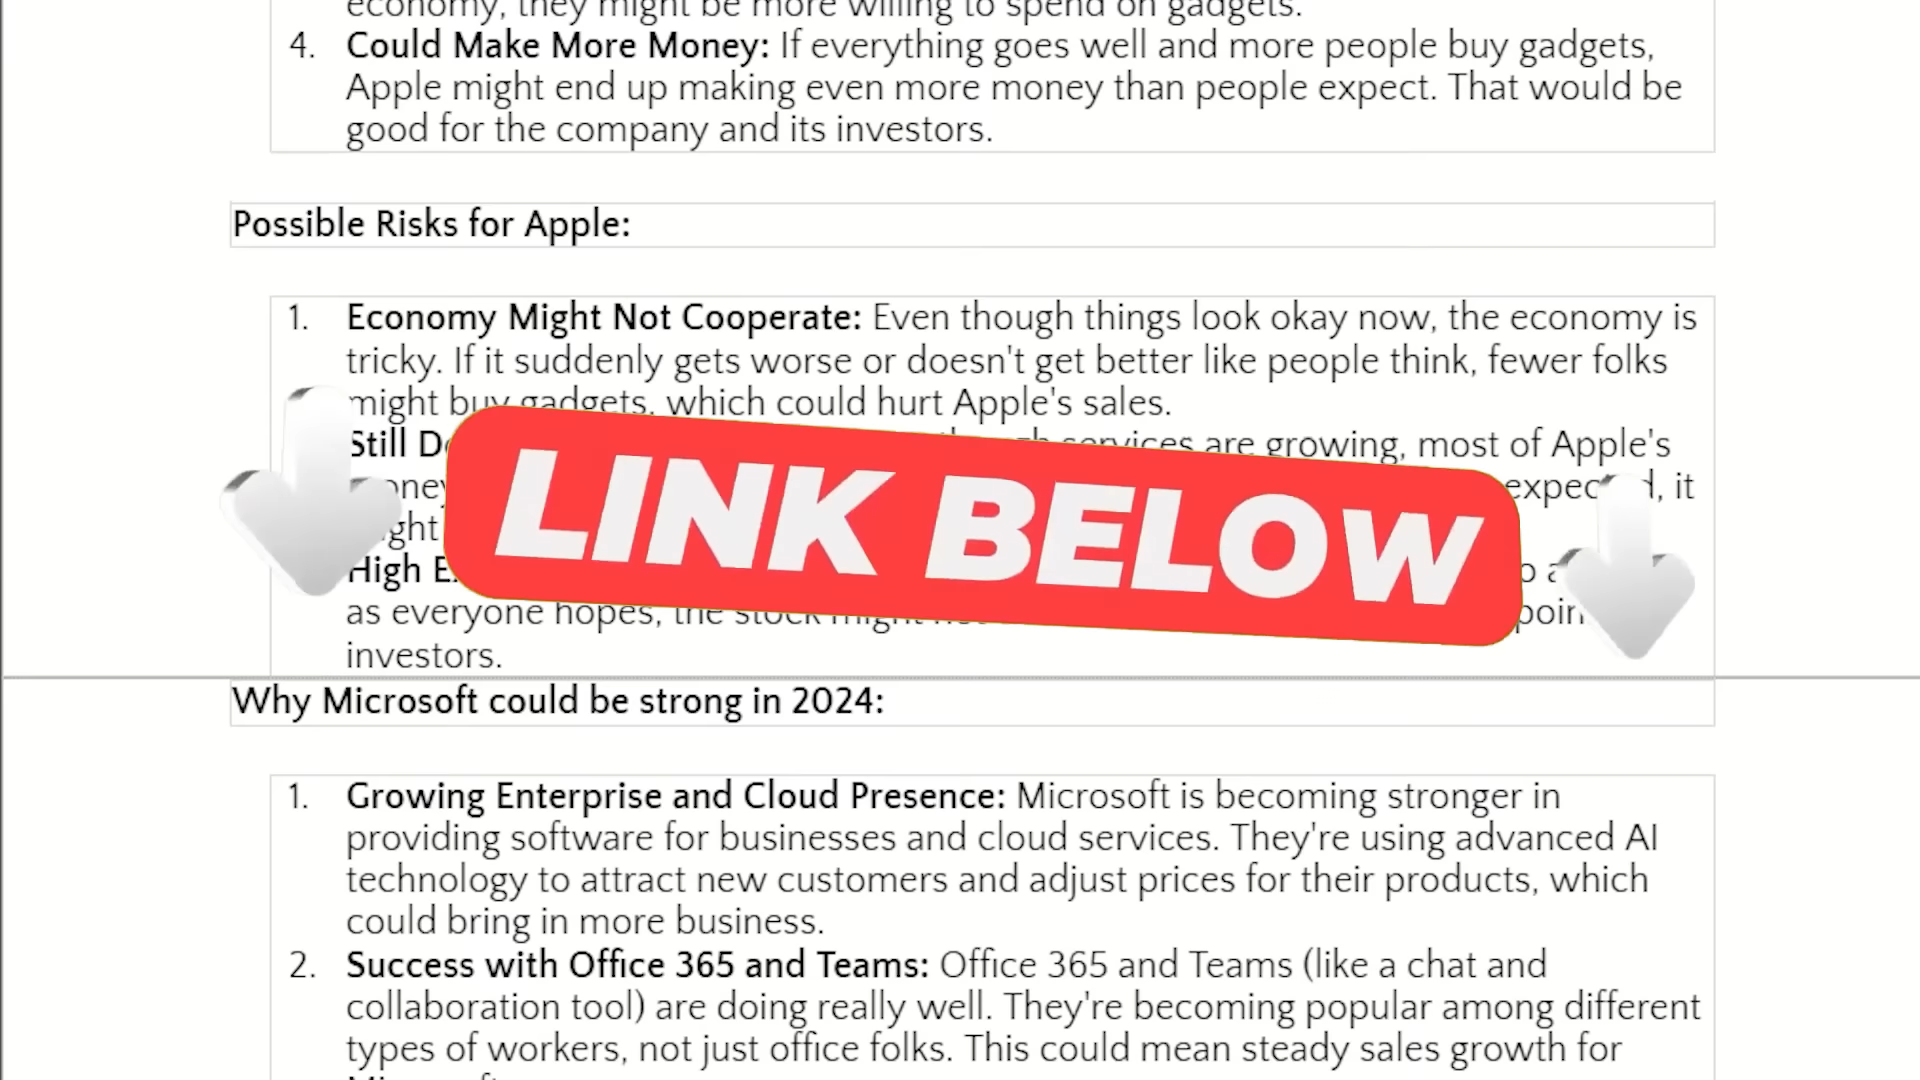 economy, they might be more willing to spend on gadgets.
4. Could Make More Money: If everything goes well and more people buy gadgets,
Apple might end up making even more money than people expect. That would be
good for the company and its investors.
Possible Risks for Apple:
1. Economy Might Not Cooperate: Even though things look okay now, the economy is
tricky. If it suddenly gets worse or doesn't get better like people think, fewer folks
might buy gadgets, which could hurt Apple's sales.
Still services are growing, most of Apple's
it
High
as everyone hopes, the stock might
investors.
LINK BELOW
Why Microsoft could be strong in 2024:
1. Growing Enterprise and Cloud Presence: Microsoft is becoming stronger in
providing software for businesses and cloud services. They're using advanced AI
technology to attract new customers and adjust prices for their products, which
could bring in more business.
2. Success with Office 365 and Teams: Office 365 and Teams (like a chat and
collaboration tool) are doing really well. They're becoming popular among different
types of workers, not just office folks. This could mean steady sales growth for